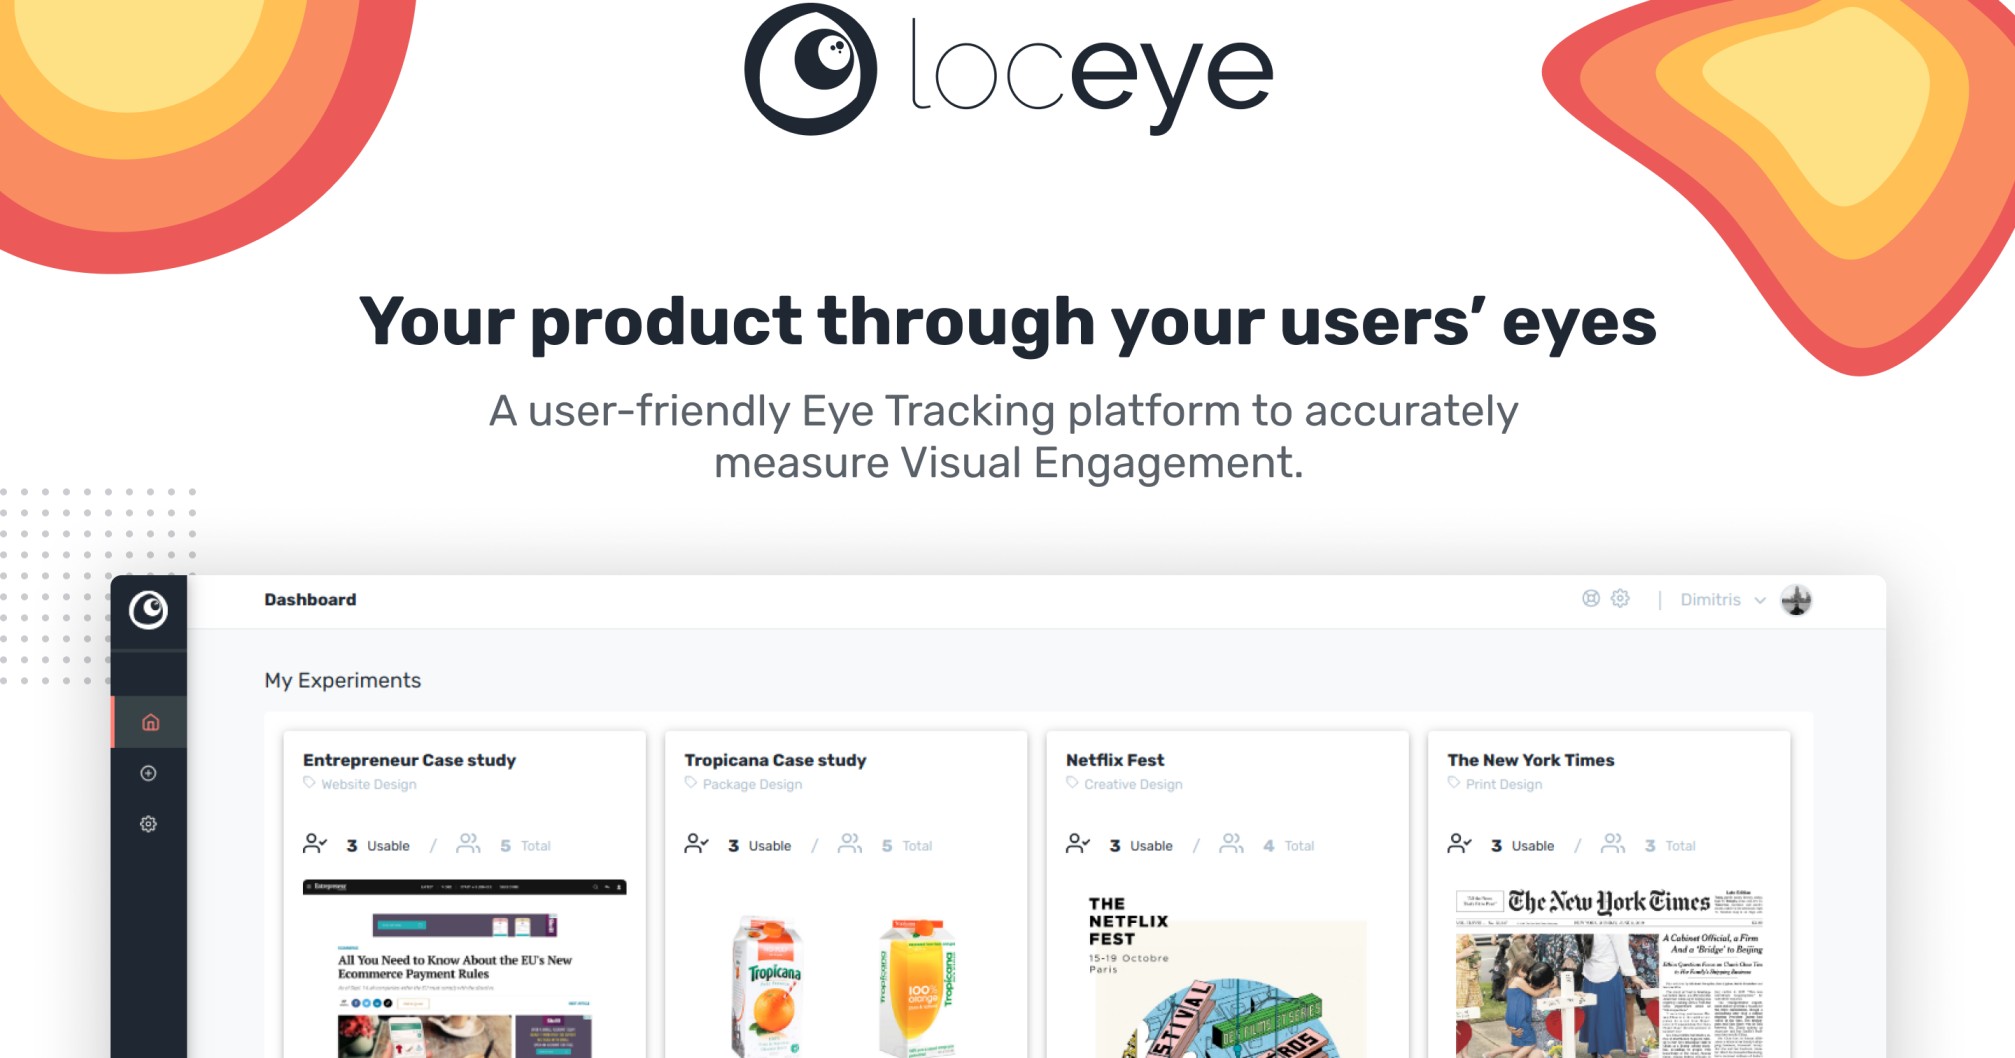 loceye
Your product through your users’ eyes
A user-friendly Eye Tracking platform to accurately
measure Visual Engagement.
Dashboard
Dimitris
My Experiments
Entrepreneur Case study
Website Design
3 Usable / 5 Total
Entrepreneur
All You Need to Know About the EU's New
Ecommerce Payment Rules
Tropicana Case study
Package Design
3 Usable / 5 Total
Tropicana
Tropicana
100%
orange
Tropicana
Netflix Fest
Creative Design
3 Usable / 4 Total
THE
NETFLIX
FEST
15-19 Octobre
Paris
The New York Times
Print Design
3 Usable / 3 Total
The New York Times
A Cabinet Official, a Firm
And a ‘Bridge’ to Beijing